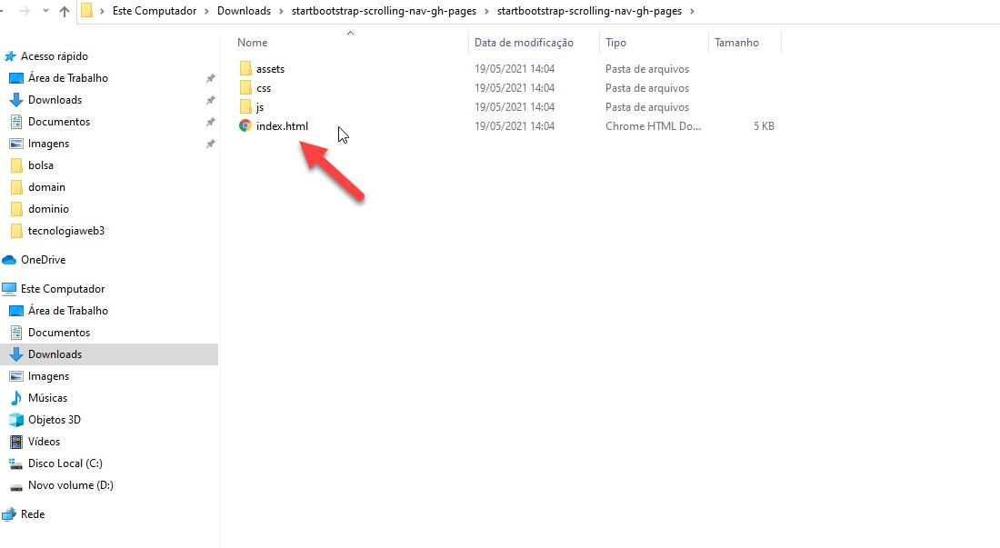 Este Computador > Downloads > startbootstrap-scrolling-nav-gh-pages > startbootstrap-scrolling-nav-gh-pages >
Acesso rápido
Área de Trabalho
Downloads
Documentos
Imagens
bolsa
domain
dominio
tecnologiaweb3
OneDrive
Este Computador
Área de Trabalho
Documentos
Downloads
Imagens
Músicas
Objetos 3D
Vídeos
Disco Local (C:)
Novo volume (D:)
Rede
Nome Data de modificação Tipo Tamanho
assets 19/05/2021 14:04 Pasta de arquivos
css 19/05/2021 14:04 Pasta de arquivos
js 19/05/2021 14:04 Pasta de arquivos
index.html 19/05/2021 14:04 Chrome HTML Do... 5 KB